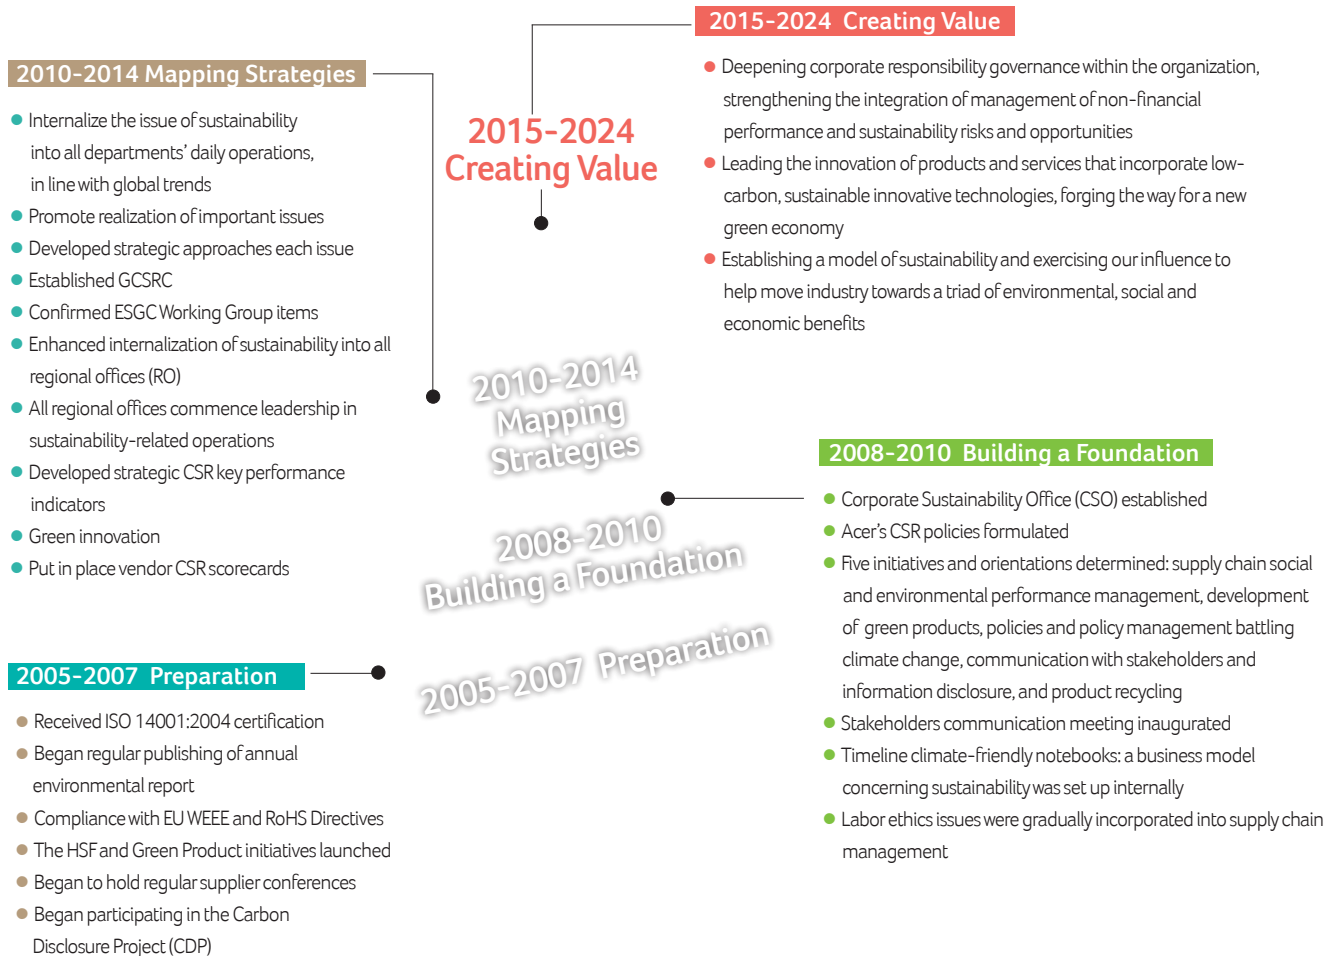 2015-2024 Creating Value
Deepening corporate responsibility governance within the organization,
strengthening the integration of management of non-financial
performance and sustainability risks and opportunities
Leading the innovation of products and services that incorporate low-
carbon, sustainable innovative technologies, forging the way for a new
green economy
Establishing a model of sustainability and exercising our influence to
help move industry towards a triad of environmental, social and
economic benefits
2010-2014 Mapping Strategies
Internalize the issue of sustainability
into all departments' daily operations,
in line with global trends
Promote realization of important issues
Developed strategic approaches each issue
Established GCSRC
Confirmed ESGC Working Group items
Enhanced internalization of sustainability into all
regional offices (RO)
All regional offices commence leadership in
sustainability-related operations
Developed strategic CSR key performance
indicators
Green innovation
Put in place vendor CSR scorecards
2015-2024
Creating Value
2010-2014
Mapping
Strategies
2008-2010
Building a Foundation
2005-2007 Preparation
2008-2010 Building a Foundation
Corporate Sustainability Office (CSO) established
Acer's CSR policies formulated
Five initiatives and orientations determined: supply chain social
and environmental performance management, development
of green products, policies and policy management battling
climate change, communication with stakeholders and
information disclosure, and product recycling
Stakeholders communication meeting inaugurated
Timeline climate-friendly notebooks: a business model
concerning sustainability was set up internally
Labor ethics issues were gradually incorporated into supply chain
management
2005-2007 Preparation
Received ISO 14001:2004 certification
Began regular publishing of annual
environmental report
Compliance with EU WEEE and RoHS Directives
The HSF and Green Product initiatives launched
Began to hold regular supplier conferences
Began participating in the Carbon
Disclosure Project (CDP)